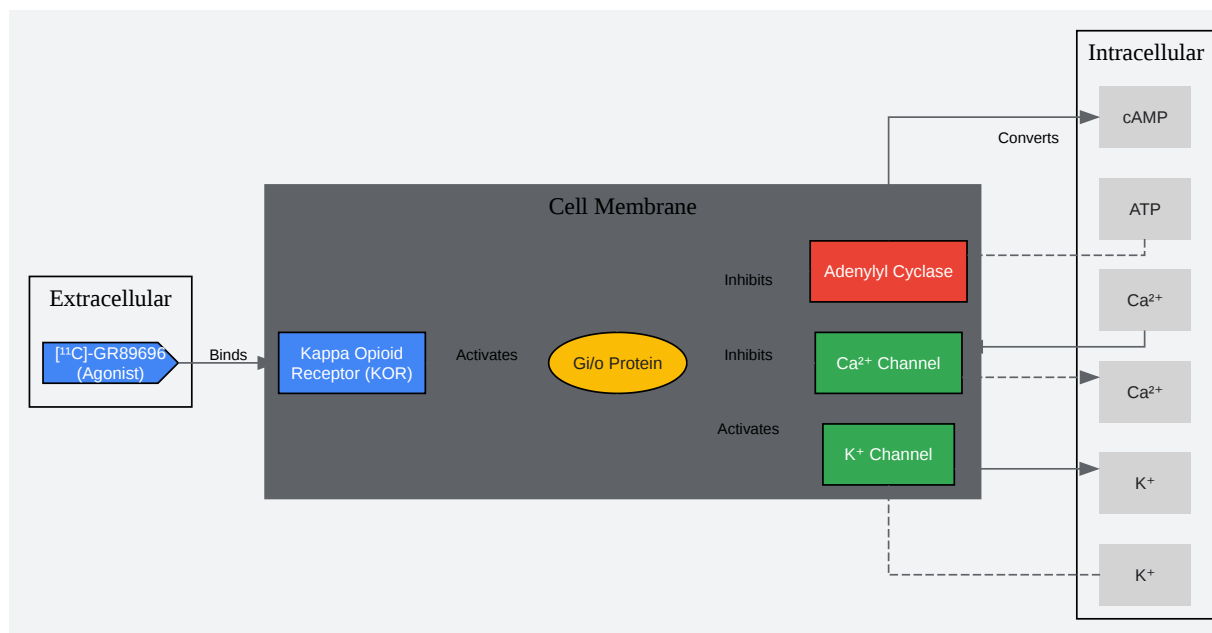 Extracellular
[¹¹C]-GR89696
(Agonist)
Binds
Cell Membrane
Kappa Opioid
Receptor (KOR)
Activates
Gi/o Protein
Inhibits
Adenylyl Cyclase
Inhibits
Ca²⁺ Channel
Activates
K⁺ Channel
Converts
Intracellular
cAMP
ATP
Ca²⁺
Ca²⁺
K⁺
K⁺